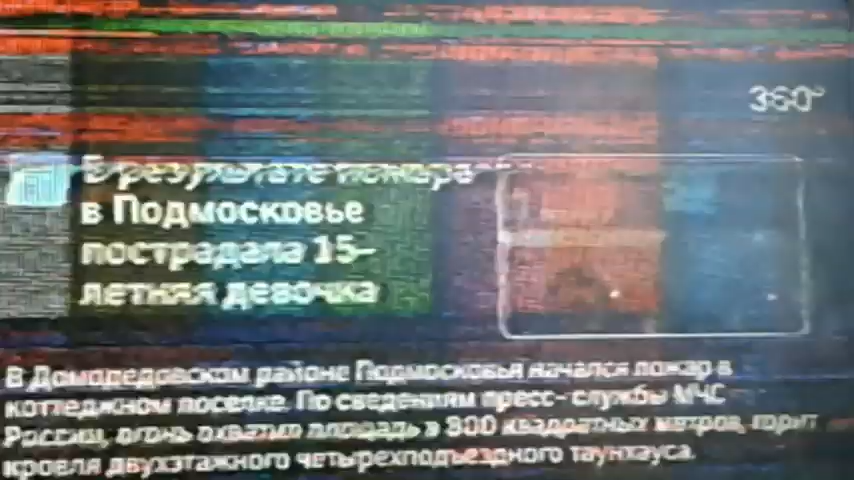 360°
В результате пожара
в Подмосковье
пострадала 15-
летняя девочка
В Домодедовском районе Подмосковья начался пожар в
коттеджном поселке. По сведениям пресс- службы МЧС
России, огонь охватил площадь в 300 квадратных метров, горит
кровля двухэтажного четырехподъездного таунхауса.